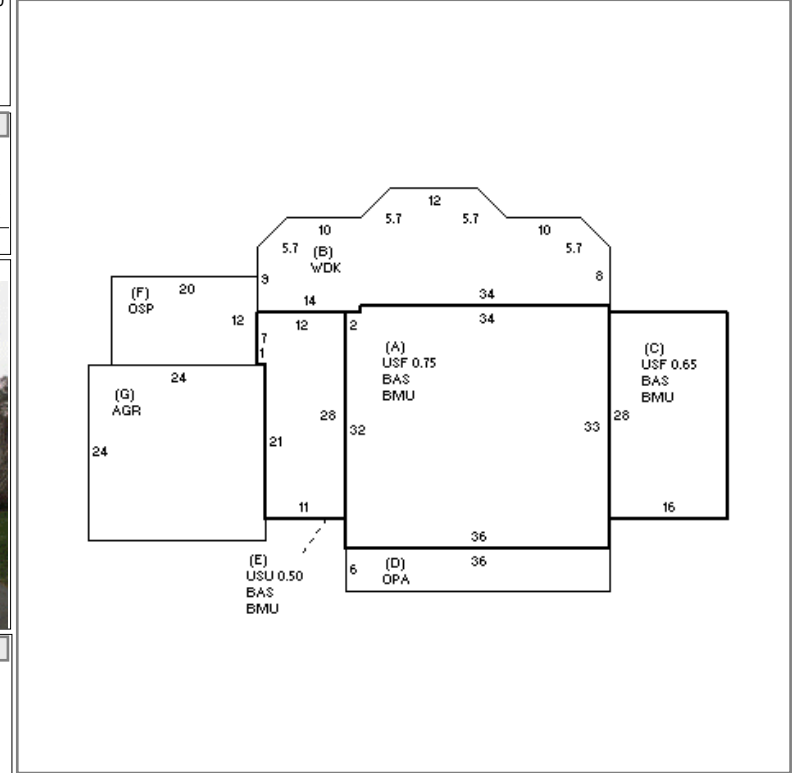 12
5.7
5.7
10
10
5.7
(B)
WDK
5.7
9
8
(F)
OSP
20
14
34
12
12
2
34
7
1
(A)
USF 0.75
BAS
BMU
(C)
USF 0.65
BAS
BMU
24
(G)
AGR
28
32
33
28
24
21
11
16
36
(E)
USU 0.50
BAS
BMU
6
(D)
OPA
36